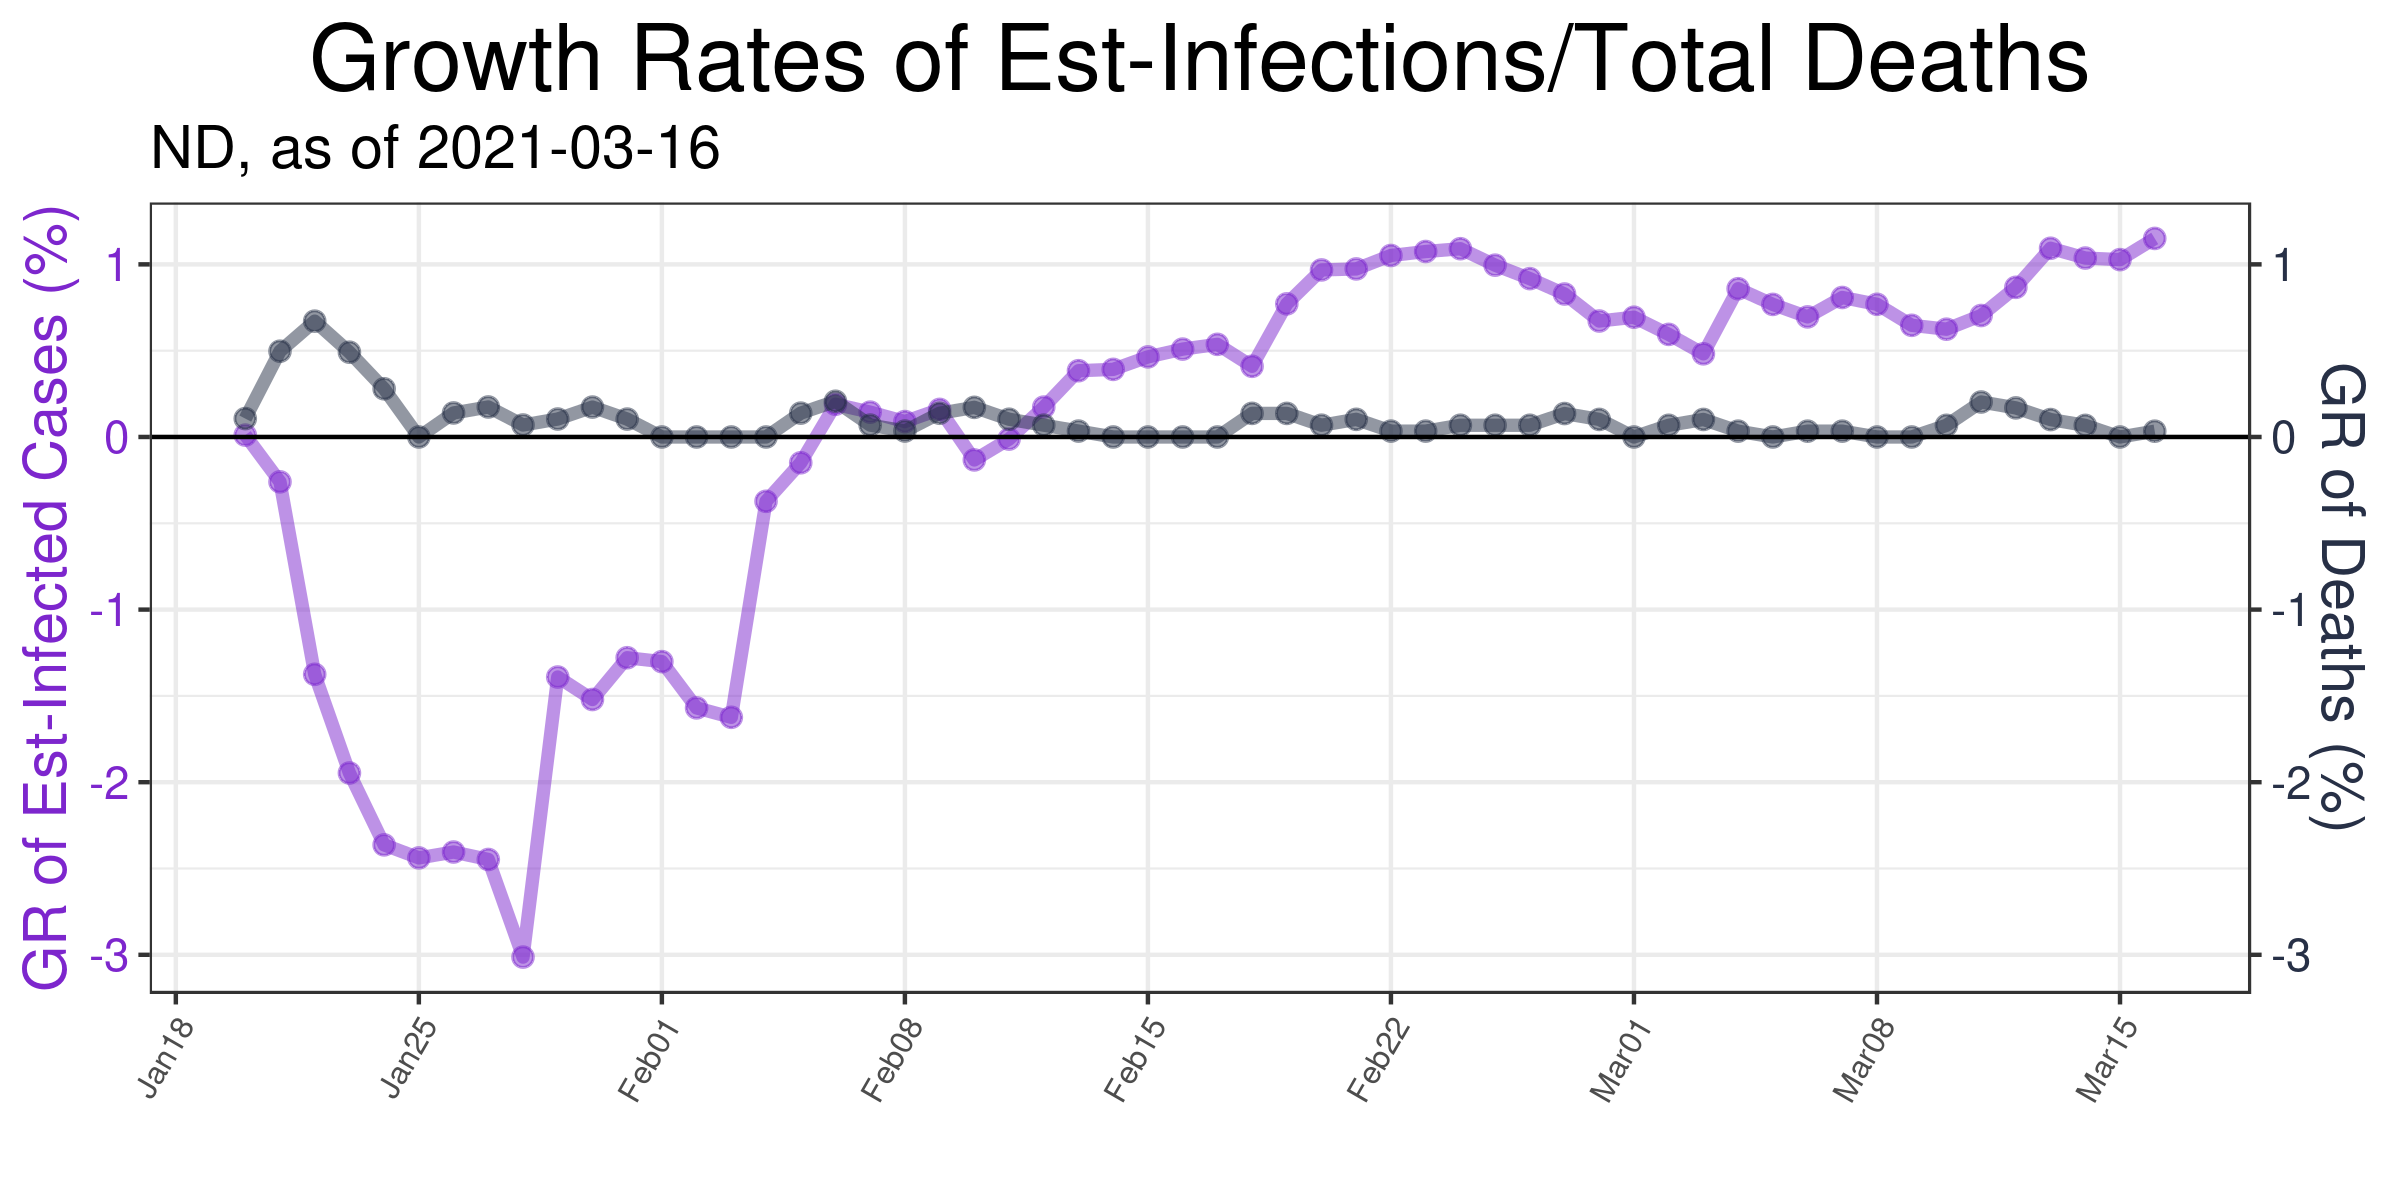 Growth Rates of Est-Infections/Total Deaths
ND, as of 2021-03-16
GR of Est-Infected Cases (%)
1
0
-1
-2
-3
1
0
-1
-2
-3
GR of Deaths (%)
Jan18
Jan25
Feb01
Feb08
Feb15
Feb22
Mar01
Mar08
Mar15